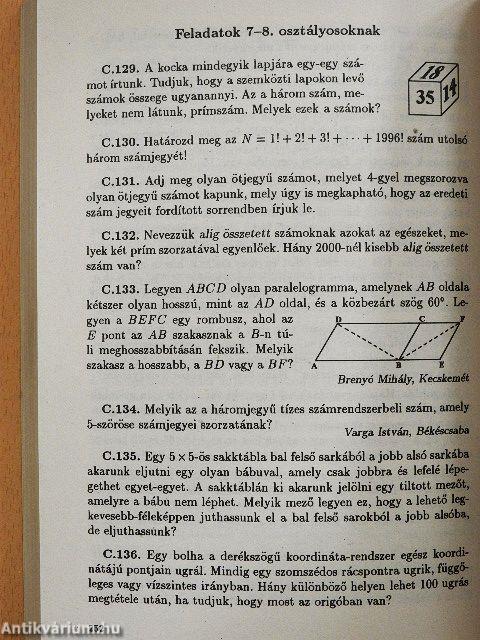 Feladatok 7–8. osztályosoknak
C.129. A kocka mindegyik lapjára egy-egy szá-
mot írtunk. Tudjuk, hogy a szemközti lapokon levő
számok összege ugyanannyi. Az a három szám, me-
lyeket nem látunk, prímszám. Melyek ezek a számok?
18
35 14
C.130. Határozd meg az N = 1! + 2! + 3! + ··· + 1996! szám utolsó
három számjegyét!
C.131. Adj meg olyan ötjegyű számot, melyet 4-gyel megszorozva
olyan ötjegyű számot kapunk, mely úgy is megkapható, hogy az eredeti
szám jegyeit fordított sorrendben írjuk le.
C.132. Nevezzük alig összetett számoknak azokat az egészeket, me-
lyek két prím szorzatával egyenlőek. Hány 2000-nél kisebb alig összetett
szám van?
C.133. Legyen ABCD olyan paralelogramma, amelynek AB oldala
kétszer olyan hosszú, mint az AD oldal, és a közbezárt szög 60°. Le-
gyen a BEFC egy rombusz, ahol az
E pont az AB szakasznak a B-n tú-
li meghosszabbításán fekszik. Melyik
szakasz a hosszabb, a BD vagy a BF?
D C F
A B E
Brenyó Mihály, Kecskemét
C.134. Melyik az a háromjegyű tízes számrendszerbeli szám, amely
5-szöröse számjegyei szorzatának?
Varga István, Békéscsaba
C.135. Egy 5 × 5-ös sakktábla bal felső sarkából a jobb alsó sarkába
akarunk eljutni egy olyan bábuval, amely csak jobbra és lefelé lépe-
gethet egyet-egyet. A sakktáblán ki akarunk jelölni egy tiltott mezőt,
amelyre a bábu nem léphet. Melyik mező legyen ez, hogy a lehető leg-
kevesebb-féleképpen juthassunk el a bal felső sarokból a jobb alsóba,
de eljuthassunk?
C.136. Egy bolha a derékszögű koordináta-rendszer egész koordi-
nátájú pontjain ugrál. Mindig egy szomszédos rácspontra ugrik, függő-
leges vagy vízszintes irányban. Hány különböző helyen lehet 100 ugrás
megtétele után, ha tudjuk, hogy most az origóban van?
Antikvárium.hu